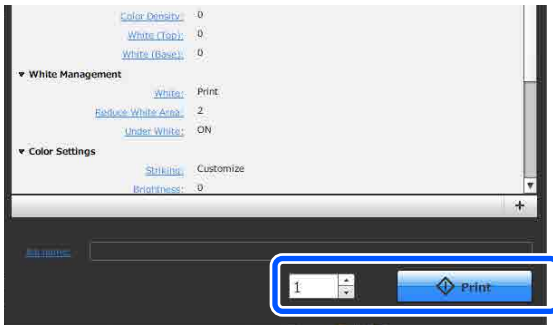 Color Density: 0
White (Top): 0
White (Base): 0
▼ White Management
White: Print
Reduce White Area: 2
Under White: ON
▼ Color Settings
Striking: Customize
Brightness: 0
+
Job name:
1 Print